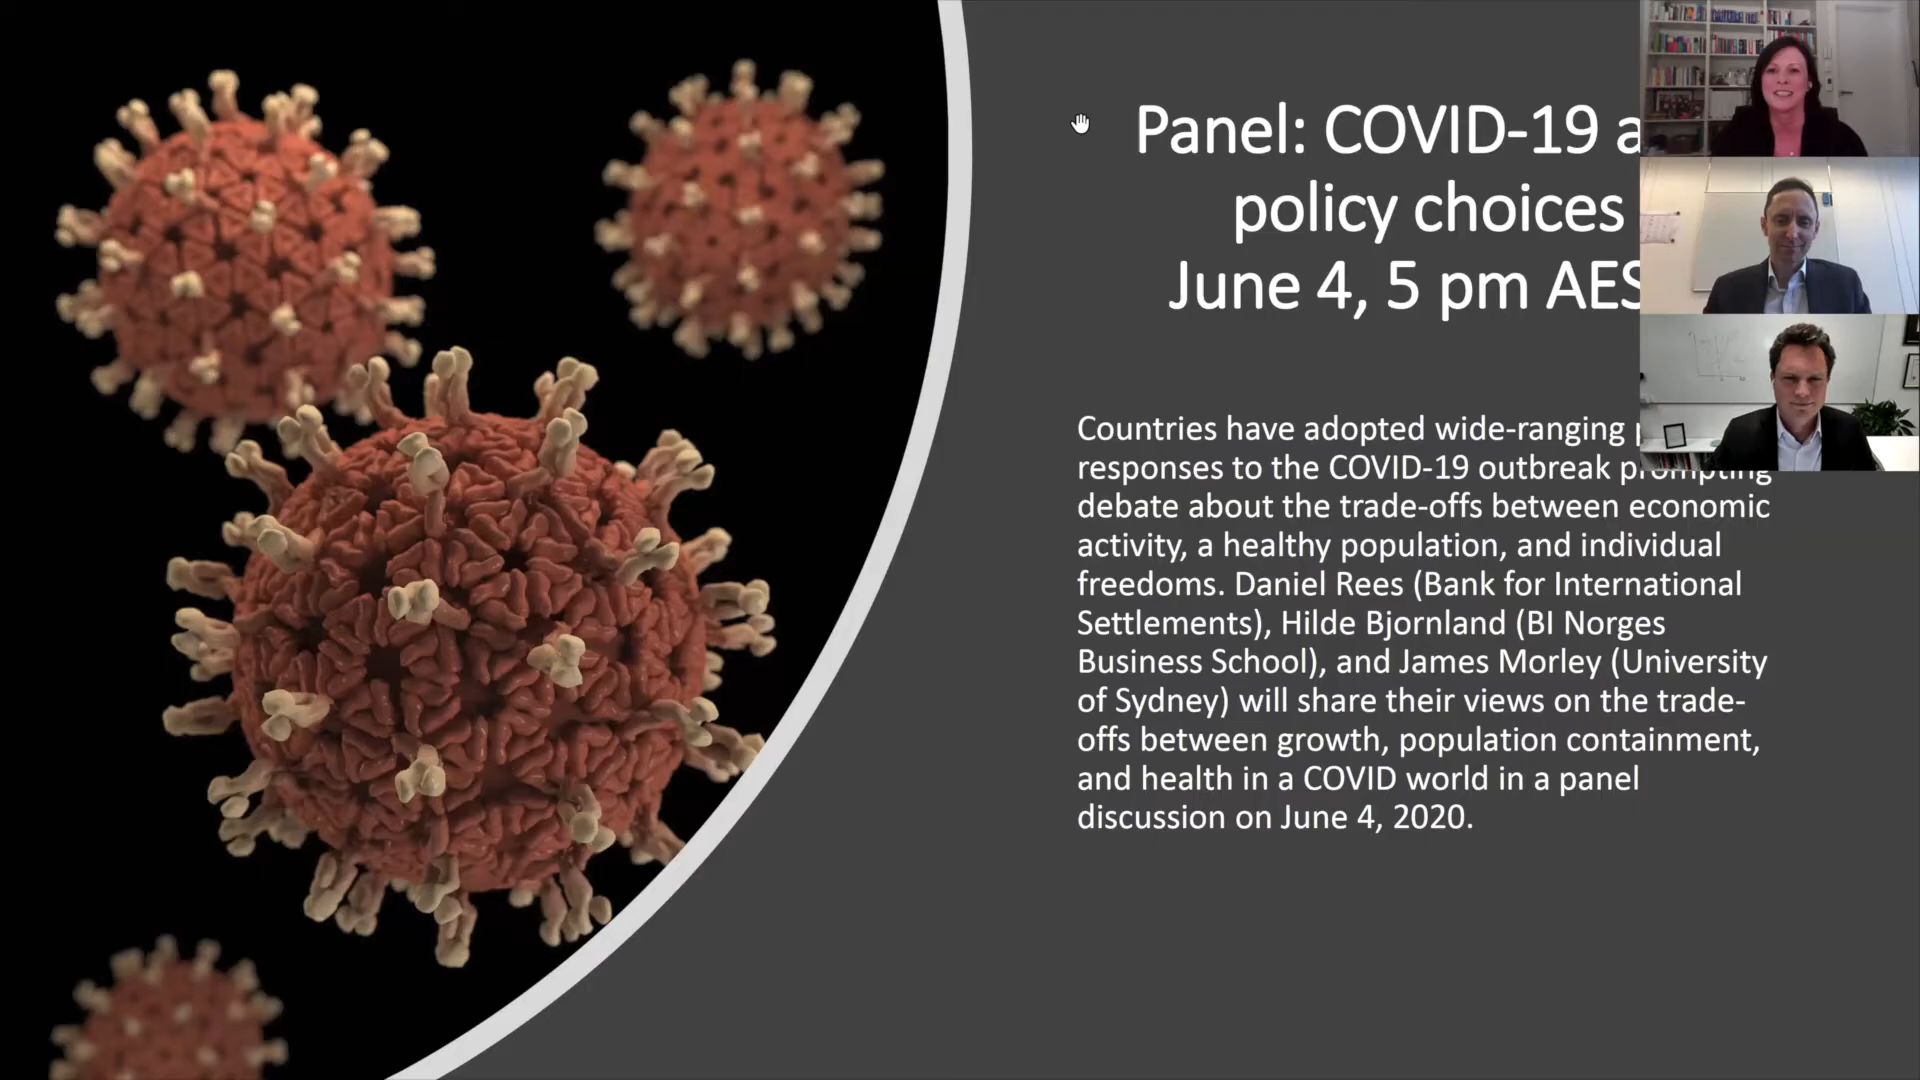 Panel: COVID-19
policy choices
June 4, 5 pm
Countries have adopted wide-ranging
responses to the COVID-19 outbreak prompting
debate about the trade-offs between economic
activity, a healthy population, and individual
freedoms. Daniel Rees (Bank for International
Settlements), Hilde Bjornland (BI Norges
Business School), and James Morley (University
of Sydney) will share their views on the trade-
offs between growth, population containment,
and health in a COVID world in a panel
discussion on June 4, 2020.